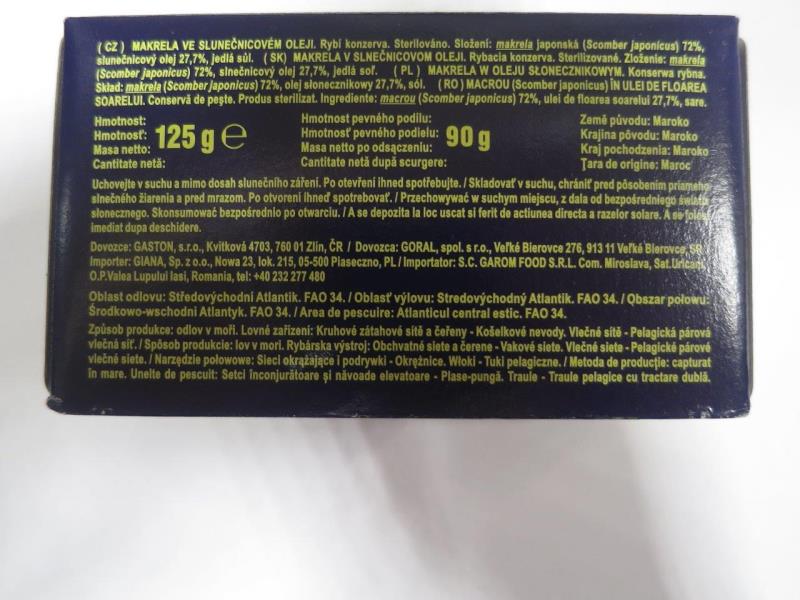 ( CZ ) MAKRELA VE SLUNEČNICOVÉM OLEJI. Rybí konzerva. Sterilováno. Složení: makrela japonská (Scomber japonicus) 72%,
slunečnicový olej 27,7%, jedlá sůl. ( SK ) MAKRELA V SLNEČNICOVOM OLEJI. Rybacia konzerva. Sterilizované. Zloženie: makrela
(Scomber japonicus) 72%, slnečnicový olej 27,7%, jedlá soľ. ( PL ) MAKRELA W OLEJU SŁONECZNIKOWYM. Konserwa rybna.
Skład: makrela (Scomber japonicus) 72%, olej słonecznikowy 27,7%, sól. ( RO ) MACROU (Scomber japonicus) ÎN ULEI DE FLOAREA
SOARELUI. Conservă de peşte. Produs sterilizat. Ingrediente: macrou (Scomber japonicus) 72%, ulei de floarea soarelui 27,7%, sare.
Hmotnost:
Hmotnosť:
Masa netto:
Cantitate netă:
125 g ℮
Hmotnost pevného podílu:
Hmotnosť pevného podielu:
Masa netto po odsączeniu:
Cantitate netă după scurgere:
90 g
Země původu: Maroko
Krajina pôvodu: Maroko
Kraj pochodzenia: Maroko
Ţara de origine: Maroc
Uchovejte v suchu a mimo dosah slunečního záření. Po otevření ihned spotřebujte. / Skladovať v suchu, chrániť pred pôsobením priameho
slnečného žiarenia a pred mrazom. Po otvorení ihneď spotrebovať. / Przechowywać w suchym miejscu, z dala od bezpośredniego światła
słonecznego. Skonsumować bezpośrednio po otwarciu. / A se depozita la loc uscat si ferit de actiunea directa a razelor solare. A se folosi
imediat dupa deschidere.
Dovozce: GASTON, s.r.o., Kvítková 4703, 760 01 Zlín, ČR / Dovozca: GORAL, spol. s r.o., Veľké Bierovce 276, 913 11 Veľké Bierovce, SR
Importer: GIANA, Sp. z o.o., Nowa 23, lok. 215, 05-500 Piaseczno, PL / Importator: S.C. GAROM FOOD S.R.L. Com. Miroslava, Sat.Uricani,
O.P.Valea Lupului Iasi, Romania, tel: +40 232 277 480
Oblast odlovu: Středovýchodní Atlantik. FAO 34. / Oblasť výlovu: Stredovýchodný Atlantik. FAO 34. / Obszar połowu:
Środkowo-wschodni Atlantyk. FAO 34. / Area de pescuire: Atlanticul central estic. FAO 34.
Způsob produkce: odlov v moři. Lovné zařízení: Kruhové zátahové sítě a čeřeny - Košelkové nevody. Vlečné sítě - Pelagická párová
vlečná síť. / Spôsob produkcie: lov v mori. Rybárska výstroj: Obchvatné siete a čerene - Vakové siete. Vlečné siete - Pelagické párové
vlečné siete. / Narzędzie połowowe: Sieci okrążające i podrywki - Okrężnice. Włoki - Tuki pelagiczne. / Metoda de producţie: capturat
în mare. Unelte de pescuit: Setci înconjurătoare şi năvoade elevatoare - Plase-pungă. Traule - Traule pelagice cu tractare dublă.